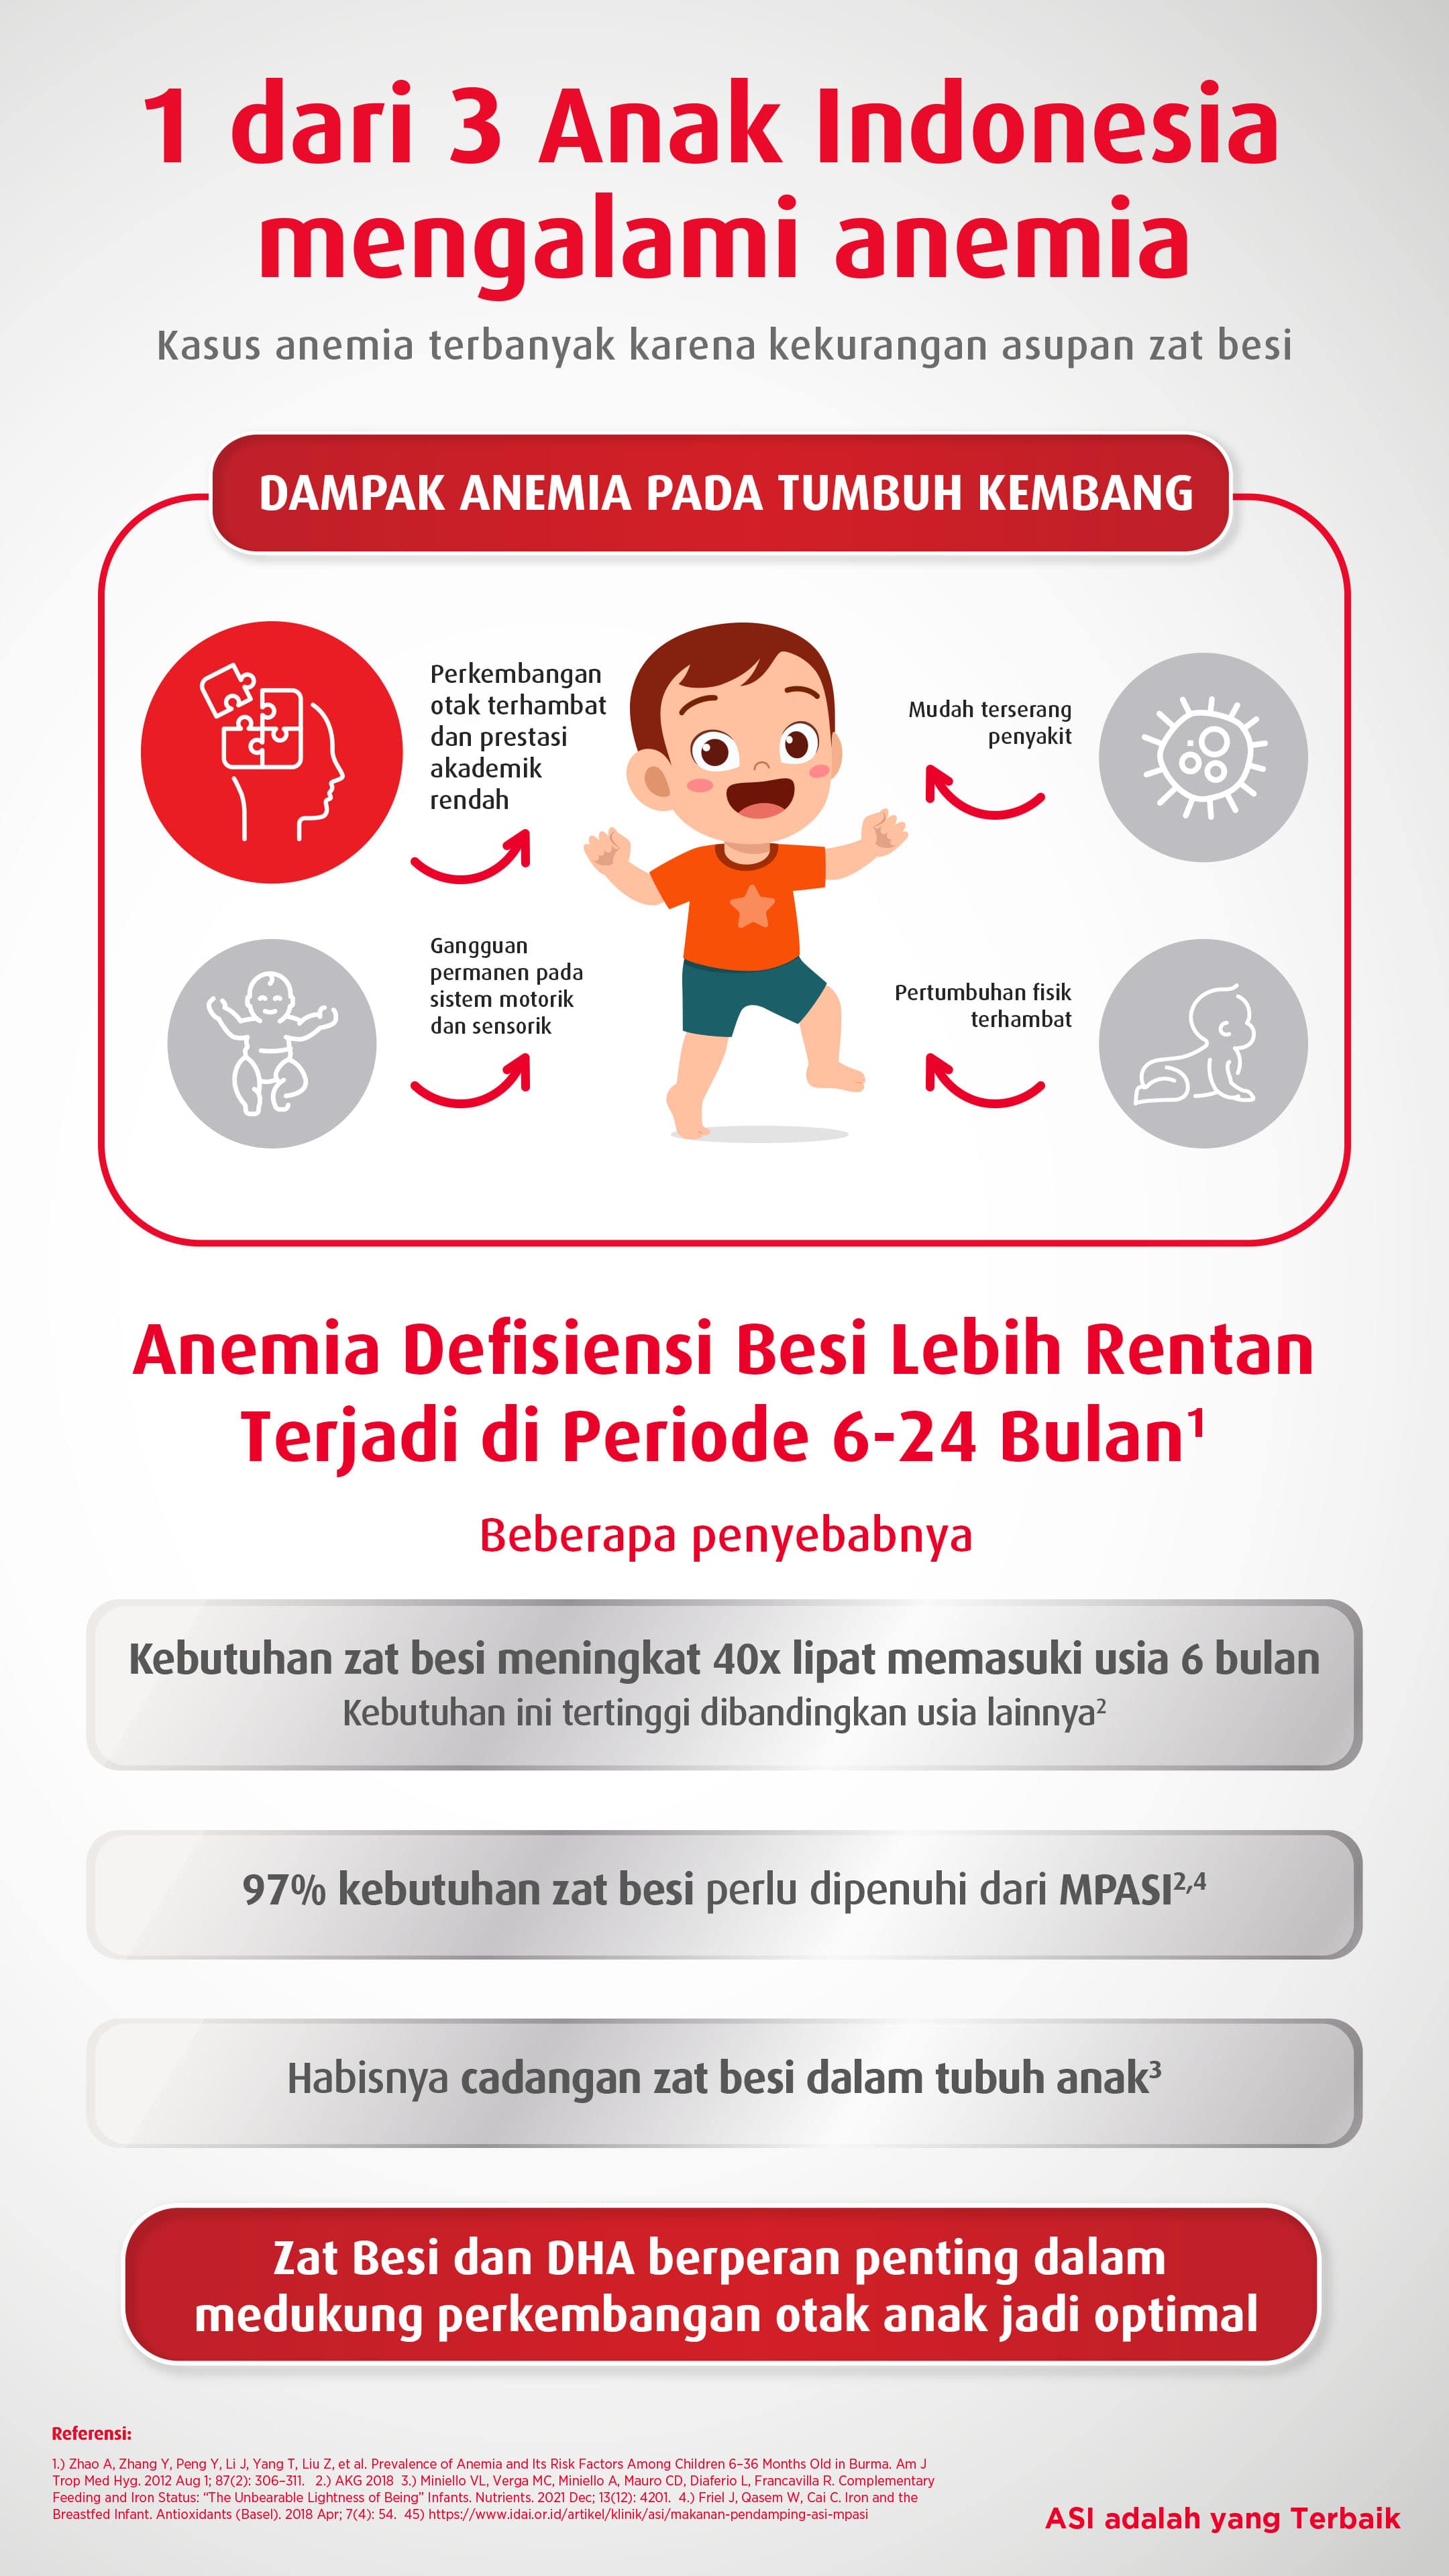 1 dari 3 Anak Indonesia
mengalami anemia
Kasus anemia terbanyak karena kekurangan asupan zat besi
DAMPAK ANEMIA PADA TUMBUH KEMBANG
Perkembangan
otak terhambat
dan prestasi
akademik
rendah
Mudah terserang
penyakit
Gangguan
permanen pada
sistem motorik
dan sensorik
Pertumbuhan fisik
terhambat
Anemia Defisiensi Besi Lebih Rentan
Terjadi di Periode 6-24 Bulan¹
Beberapa penyebabnya
Kebutuhan zat besi meningkat 40x lipat memasuki usia 6 bulan
Kebutuhan ini tertinggi dibandingkan usia lainnya²
97% kebutuhan zat besi perlu dipenuhi dari MPASI²,⁴
Habisnya cadangan zat besi dalam tubuh anak³
Zat Besi dan DHA berperan penting dalam
medukung perkembangan otak anak jadi optimal
Referensi:
1.) Zhao A, Zhang Y, Peng Y, Li J, Yang T, Liu Z, et al. Prevalence of Anemia and Its Risk Factors Among Children 6–36 Months Old in Burma. Am J
Trop Med Hyg. 2012 Aug 1; 87(2): 306–311. 2.) AKG 2018 3.) Miniello VL, Verga MC, Miniello A, Mauro CD, Diaferio L, Francavilla R. Complementary
Feeding and Iron Status: “The Unbearable Lightness of Being” Infants. Nutrients. 2021 Dec; 13(12): 4201. 4.) Friel J, Qasem W, Cai C. Iron and the
Breastfed Infant. Antioxidants (Basel). 2018 Apr; 7(4): 54. 45) https://www.idai.or.id/artikel/klinik/asi/makanan-pendamping-asi-mpasi
ASI adalah yang Terbaik